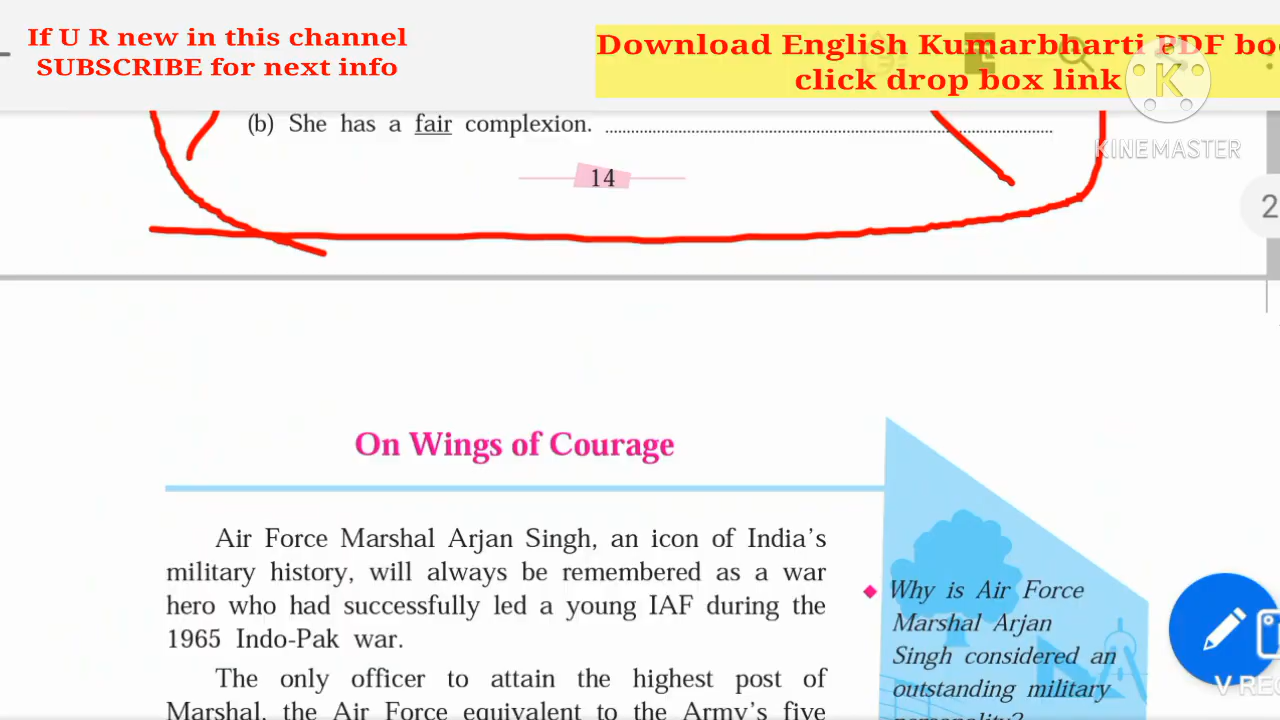 If U R new in this channel
SUBSCRIBE for next info
Download English Kumarbharti PDF
click drop box link
K
KINEMASTER
(b) She has a fair complexion. ................................................
14
2
On Wings of Courage
Air Force Marshal Arjan Singh, an icon of India's
military history, will always be remembered as a war
hero who had successfully led a young IAF during the
1965 Indo-Pak war.
The only officer to attain the highest post of
Marshal, the Air Force equivalent to the Army's five
Why is Air Force
Marshal Arjan
Singh considered an
outstanding military
personality?
V REC